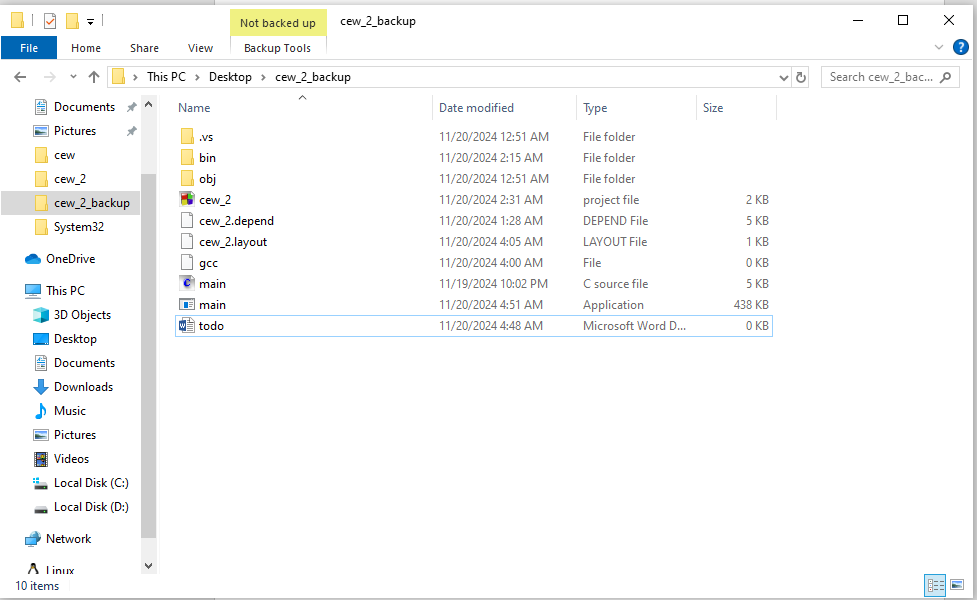 Not backed up cew_2_backup
File Home Share View Backup Tools
This PC Desktop cew_2_backup Search cew_2_bac...
Documents
Pictures
cew
cew_2
cew_2_backup
System32
OneDrive
This PC
3D Objects
Desktop
Documents
Downloads
Music
Pictures
Videos
Local Disk (C:)
Local Disk (D:)
Network
Linux
Name Date modified Type Size
.vs 11/20/2024 12:51 AM File folder
bin 11/20/2024 2:15 AM File folder
obj 11/20/2024 12:51 AM File folder
cew_2 11/20/2024 2:31 AM project file 2 KB
cew_2.depend 11/20/2024 1:28 AM DEPEND File 5 KB
cew_2.layout 11/20/2024 4:05 AM LAYOUT File 1 KB
gcc 11/20/2024 4:00 AM File 0 KB
main 11/19/2024 10:02 PM C source file 5 KB
main 11/20/2024 4:51 AM Application 438 KB
todo 11/20/2024 4:48 AM Microsoft Word D... 0 KB
10 items